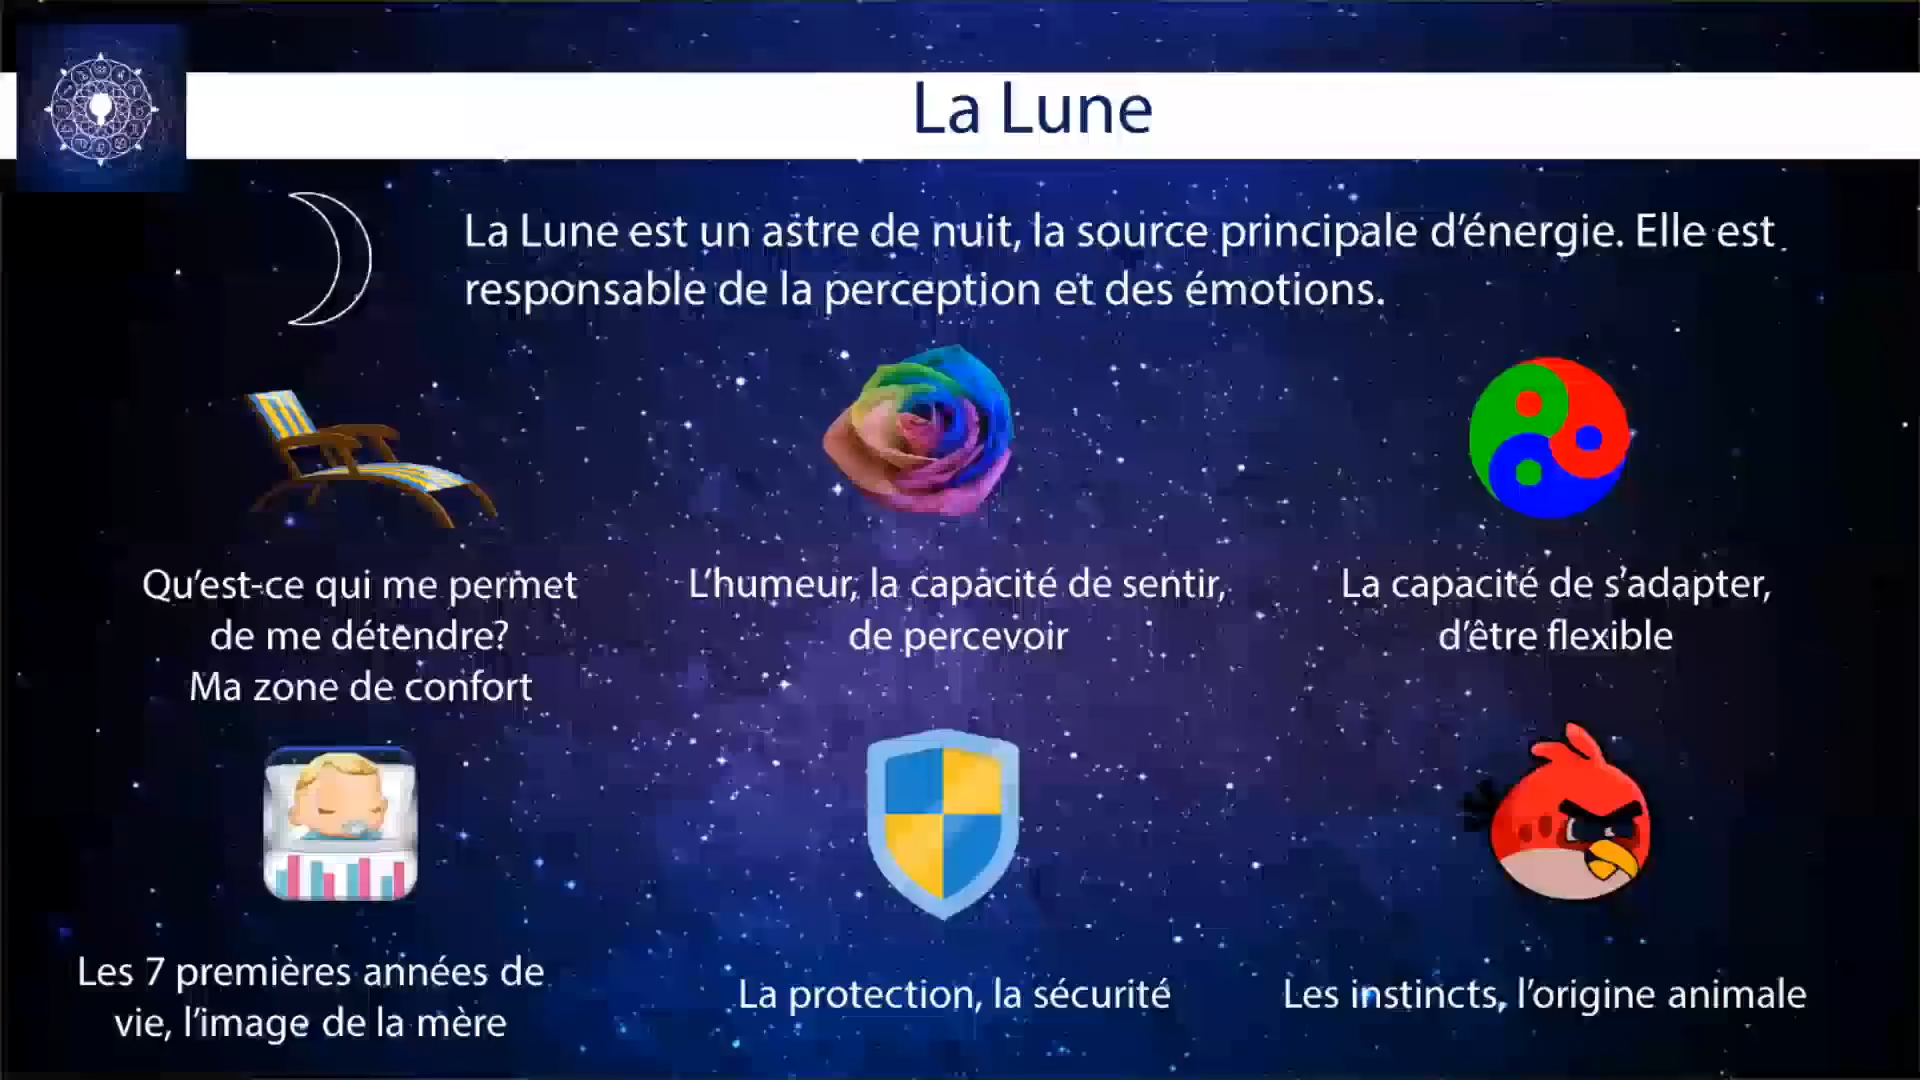 La Lune
La Lune est un astre de nuit, la source principale d’énergie. Elle est
responsable de la perception et des émotions.
Qu’est-ce qui me permet
de me détendre?
Ma zone de confort
L’humeur, la capacité de sentir,
de percevoir
La capacité de s’adapter,
d’être flexible
Les 7 premières années de
vie, l’image de la mère
La protection, la sécurité
Les instincts, l’origine animale